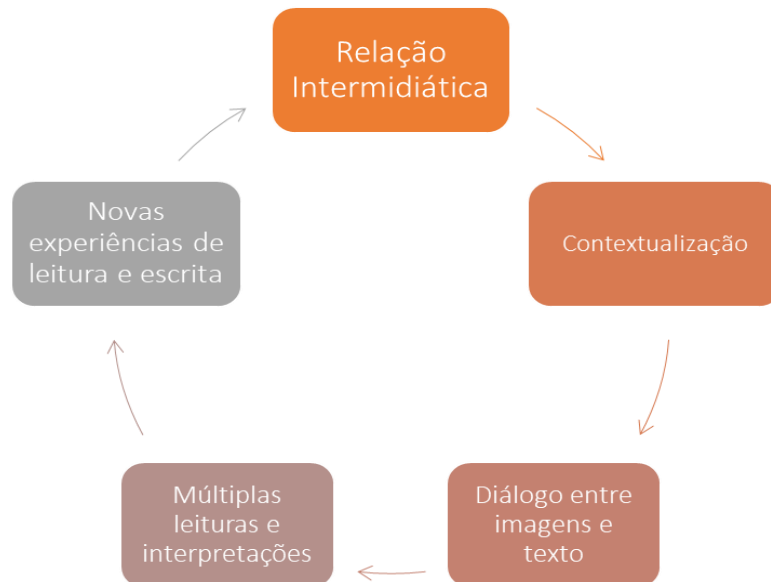 Relação
Intermidiática
Contextualização
Diálogo entre
imagens e
texto
Múltiplas
leituras e
interpretações
Novas
experiências de
leitura e escrita